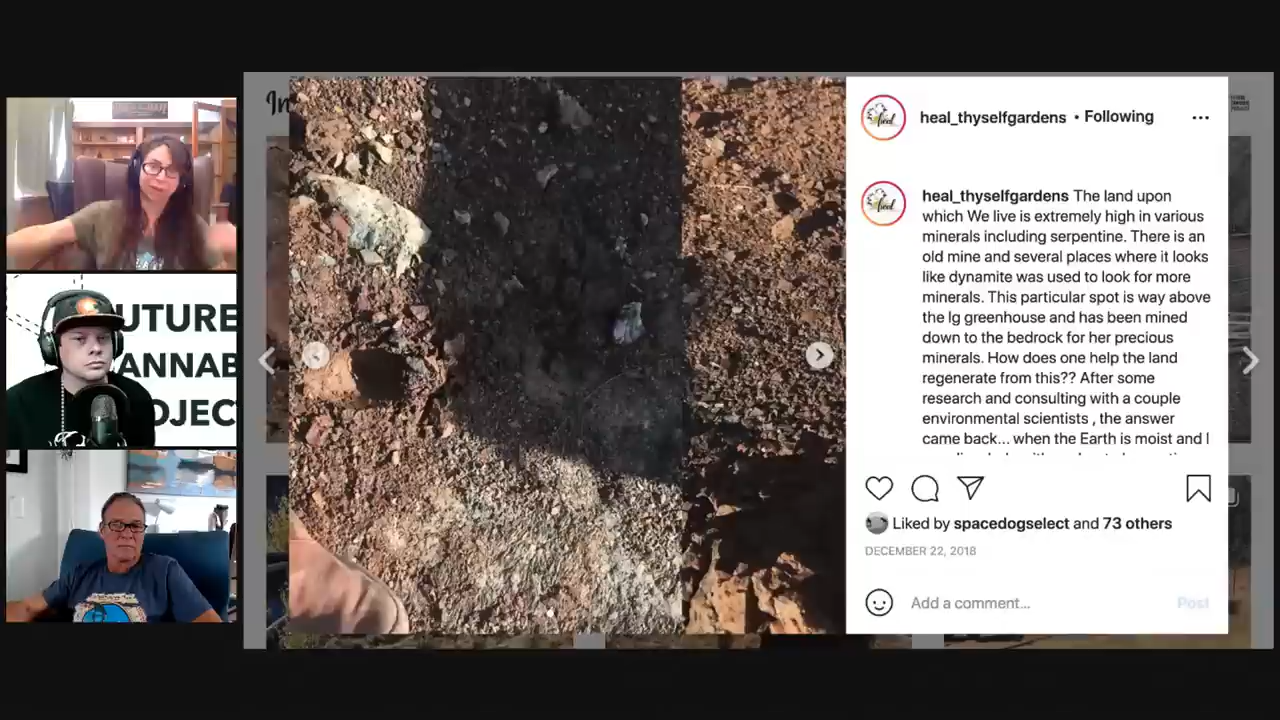 UTURE
ANNAB
OJEC
In
heal_thyselfgardens • Following
heal_thyselfgardens The land upon
which We live is extremely high in various
minerals including serpentine. There is an
old mine and several places where it looks
like dynamite was used to look for more
minerals. This particular spot is way above
the lg greenhouse and has been mined
down to the bedrock for her precious
minerals. How does one help the land
regenerate from this?? After some
research and consulting with a couple
environmental scientists , the answer
came back... when the Earth is moist and I
Liked by spacedogselect and 73 others
DECEMBER 22, 2018
Add a comment...
Post